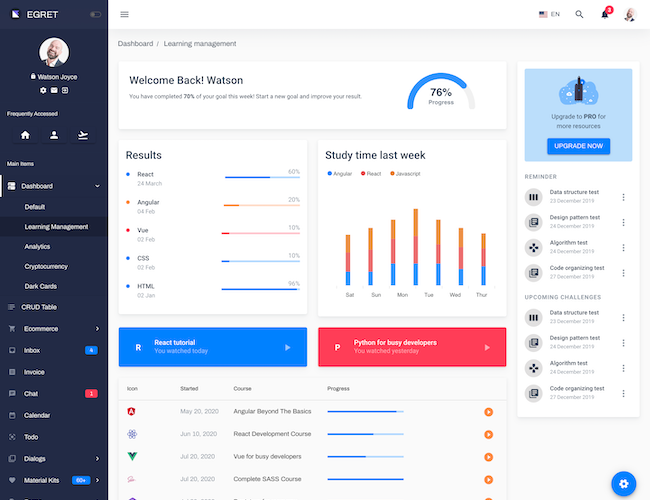 EGRET
EN
3
Watson Joyce
Frequently Accessed
Main Items
Dashboard
Default
Learning Management
Analytics
Cryptocurrency
Dark Cards
CRUD Table
Ecommerce
Inbox
4
Invoice
Chat
1
Calendar
Todo
Dialogs
Material Kits
60+
Dashboard / Learning management
Welcome Back! Watson
You have completed 70% of your goal this week! Start a new goal and improve your result.
76%
Progress
Results
React
60%
24 March
Angular
20%
04 Feb
Vue
10%
02 Feb
CSS
10%
02 Feb
HTML
96%
02 Jan
Study time last week
Angular
React
Javascript
Sat
Sun
Mon
Tue
Wed
Thur
R
React tutorial
You watched today
P
Python for busy developers
You watched yesterday
Icon Started Course Progress
May 20, 2020 Angular Beyond The Basics
Jun 10, 2020 React Development Course
Jul 20, 2020 Vue for busy developers
Jul 20, 2020 Complete SASS Course
Upgrade to PRO for
more resources
UPGRADE NOW
REMINDER
Data structure test
23 December 2019
Design pattern test
24 December 2019
Algorithm test
24 December 2019
Code organizing test
27 December 2019
UPCOMING CHALLENGES
Data structure test
23 December 2019
Design pattern test
24 December 2019
Algorithm test
24 December 2019
Code organizing test
27 December 2019